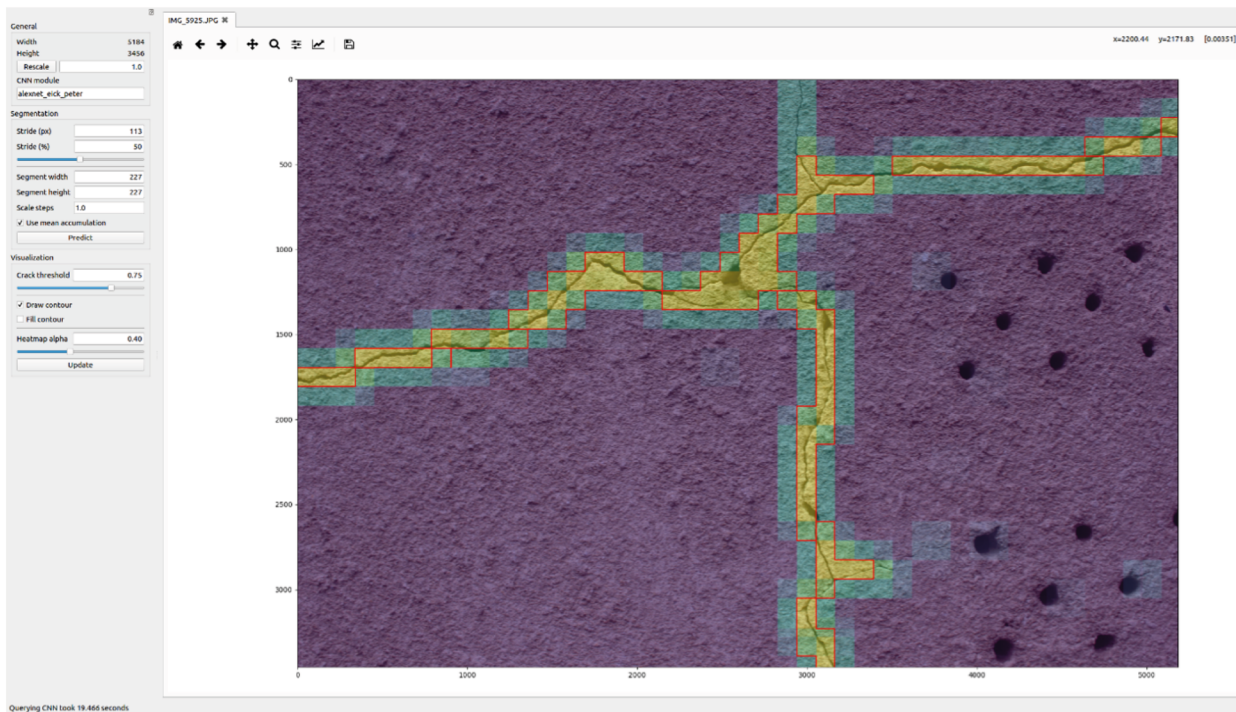 General
Width 5184
Height 3456
Rescale 1.0
CNN module
alexnet_eick_peter
Segmentation
Stride (px) 113
Stride (%) 50
Segment width 227
Segment height 227
Scale steps 1.0
Use mean accumulation
Predict
Visualization
Crack threshold 0.75
Draw contour
Fill contour
Heatmap alpha 0.40
Update
IMG_5925.JPG
x=2200.44 y=2171.83 [0.00351]
0
500
1000
1500
2000
2500
3000
0 1000 2000 3000 4000 5000
Querying CNN took 19.466 seconds